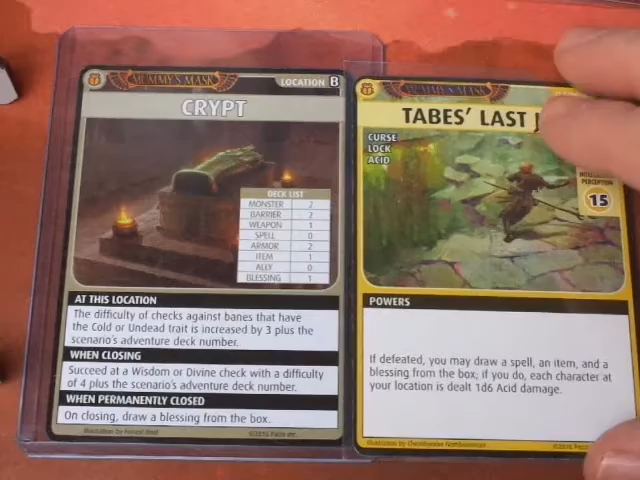 MUMMY'S MASK
LOCATION B
CRYPT
DECK LIST
MONSTER 2
BARRIER 2
WEAPON 1
SPELL 0
ARMOR 2
ITEM 1
ALLY 0
BLESSING 1
AT THIS LOCATION
The difficulty of checks against banes that have
the Cold or Undead trait is increased by 3 plus the
scenario's adventure deck number.
WHEN CLOSING
Succeed at a Wisdom or Divine check with a difficulty
of 4 plus the scenario's adventure deck number.
WHEN PERMANENTLY CLOSED
On closing, draw a blessing from the box.
MUMMY'S MASK
TABES' LAST
CURSE
LOCK
ACID
PERCEPTION
15
POWERS
If defeated, you may draw a spell, an item, and a
blessing from the box; if you do, each character at
your location is dealt 1d6 Acid damage.